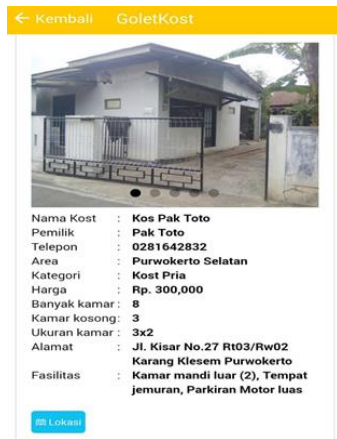 ← Kembali GoletKost
Nama Kost : Kos Pak Toto
Pemilik : Pak Toto
Telepon : 0281642832
Area : Purwokerto Selatan
Kategori : Kost Pria
Harga : Rp. 300,000
Banyak kamar : 8
Kamar kosong : 3
Ukuran kamar : 3x2
Alamat : Jl. Kisar No.27 Rt03/Rw02
Karang Klesem Purwokerto
Fasilitas : Kamar mandi luar (2), Tempat
jemuran, Parkiran Motor luas
Lokasi